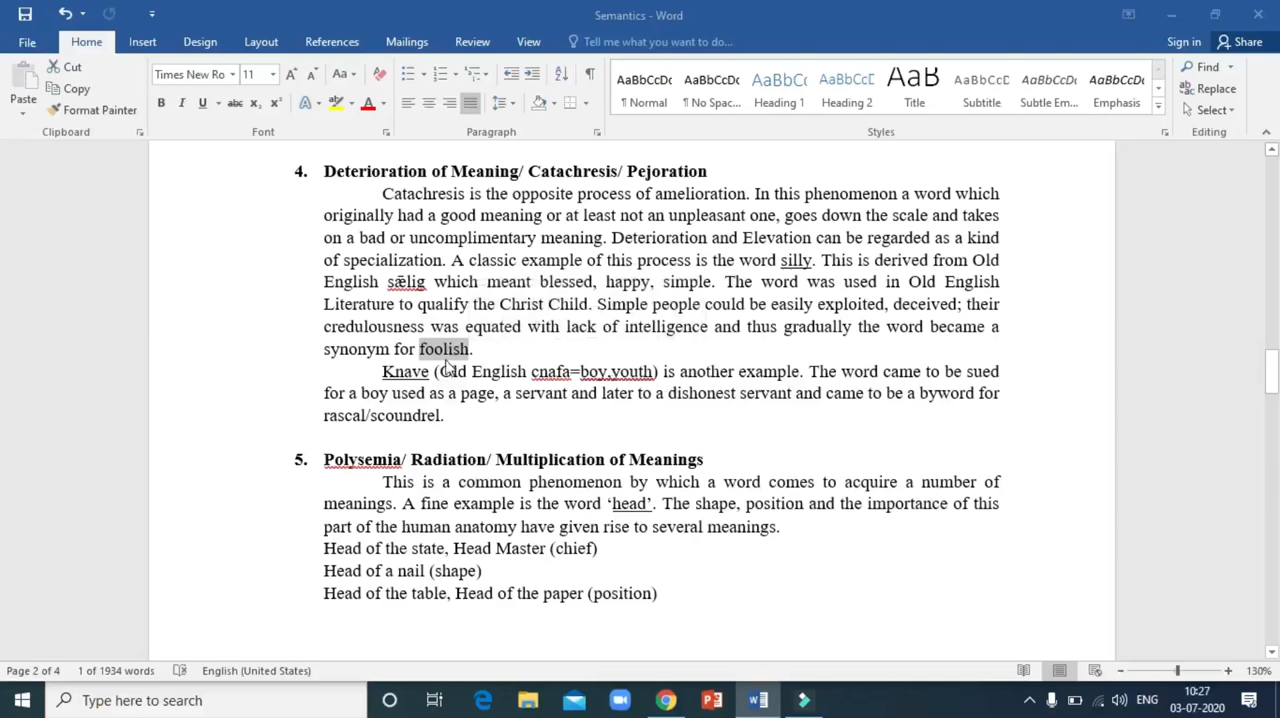 Semantics - Word
File Home Insert Design Layout References Mailings Review View Tell me what you want to do... Sign in Share
Cut
Copy
Format Painter
Paste
Times New Ro 11
Clipboard Font Paragraph Styles Editing
AaBbCcDc AaBbCcDc AaBbCc AaBbCcD AaB AaBbCcD AaBbCcDc AaBbCcDc
¶ Normal ¶ No Spac... Heading 1 Heading 2 Title Subtitle Subtle Em... Emphasis
Find
Replace
Select
4. Deterioration of Meaning/ Catachresis/ Pejoration
Catachresis is the opposite process of amelioration. In this phenomenon a word which
originally had a good meaning or at least not an unpleasant one, goes down the scale and takes
on a bad or uncomplimentary meaning. Deterioration and Elevation can be regarded as a kind
of specialization. A classic example of this process is the word silly. This is derived from Old
English sǣlig which meant blessed, happy, simple. The word was used in Old English
Literature to qualify the Christ Child. Simple people could be easily exploited, deceived; their
credulousness was equated with lack of intelligence and thus gradually the word became a
synonym for foolish.
Knave (Old English cnafa=boy,youth) is another example. The word came to be sued
for a boy used as a page, a servant and later to a dishonest servant and came to be a byword for
rascal/scoundrel.
5. Polysemia/ Radiation/ Multiplication of Meanings
This is a common phenomenon by which a word comes to acquire a number of
meanings. A fine example is the word ‘head’. The shape, position and the importance of this
part of the human anatomy have given rise to several meanings.
Head of the state, Head Master (chief)
Head of a nail (shape)
Head of the table, Head of the paper (position)
Page 2 of 4 1 of 1934 words English (United States) 130%
Type here to search
ENG
10:27
03-07-2020